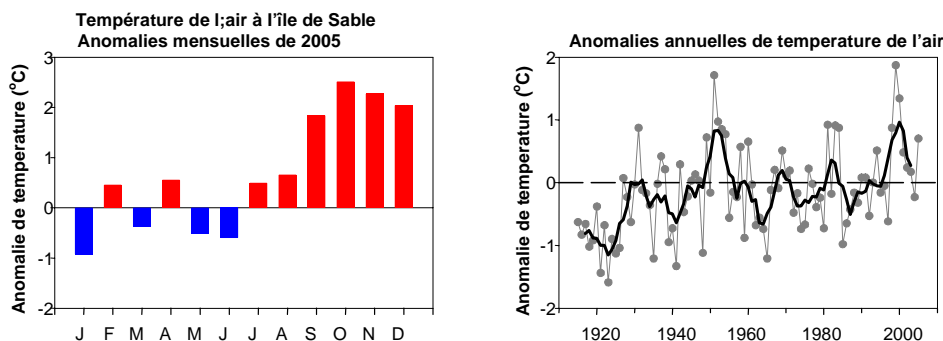 Température de l;air à l'île de Sable
Anomalies mensuelles de 2005
Anomalie de temperature (°C)
3
2
1
0
-1
-2
J F M A M J J A S O N D
Anomalies annuelles de temperature de l'air
Anomalie de temperature (°C)
2
1
0
-1
-2
1920 1940 1960 1980 2000